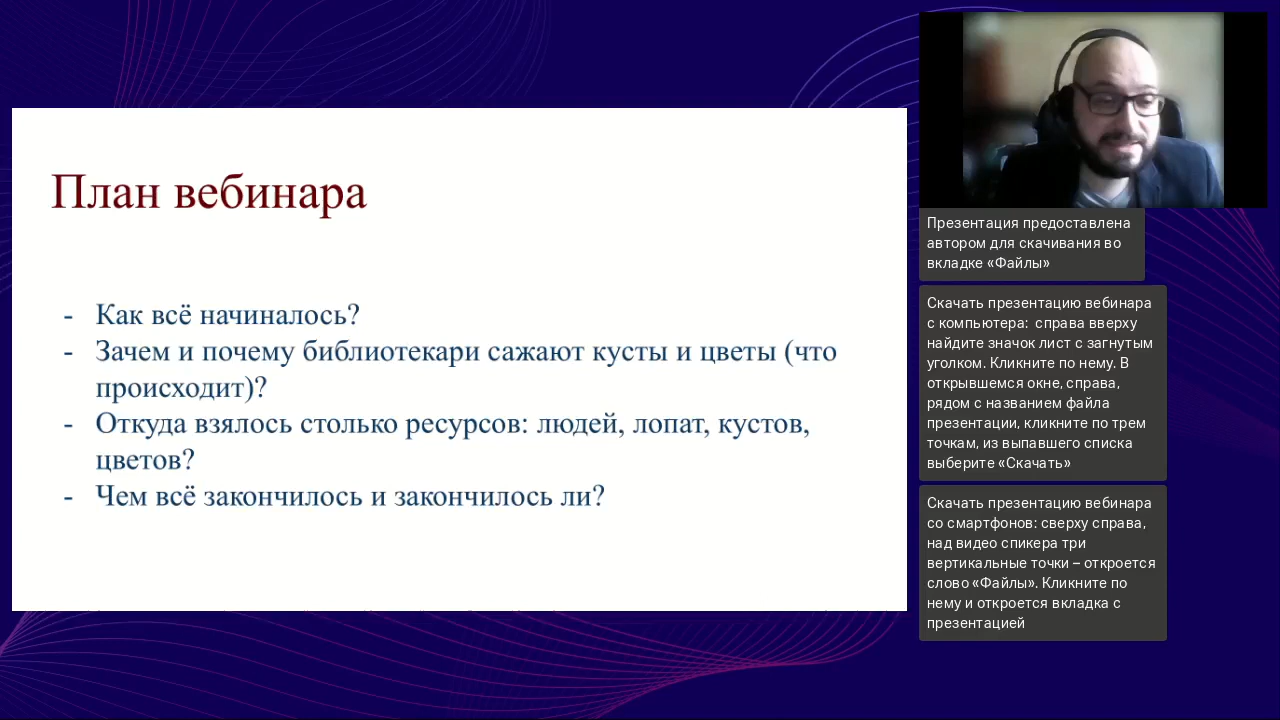 План вебинара
- Как всё начиналось?
- Зачем и почему библиотекари сажают кусты и цветы (что
происходит)?
- Откуда взялось столько ресурсов: людей, лопат, кустов,
цветов?
- Чем всё закончилось и закончилось ли?
Презентация предоставлена
автором для скачивания во
вкладке «Файлы»
Скачать презентацию вебинара
с компьютера:  справа вверху
найдите значок лист с загнутым
уголком. Кликните по нему. В
открывшемся окне, справа,
рядом с названием файла
презентации, кликните по трем
точкам, из выпавшего списка
выберите «Скачать»
Скачать презентацию вебинара
со смартфонов: сверху справа,
над видео спикера три
вертикальные точки – откроется
слово «Файлы». Кликните по
нему и откроется вкладка с
презентацией